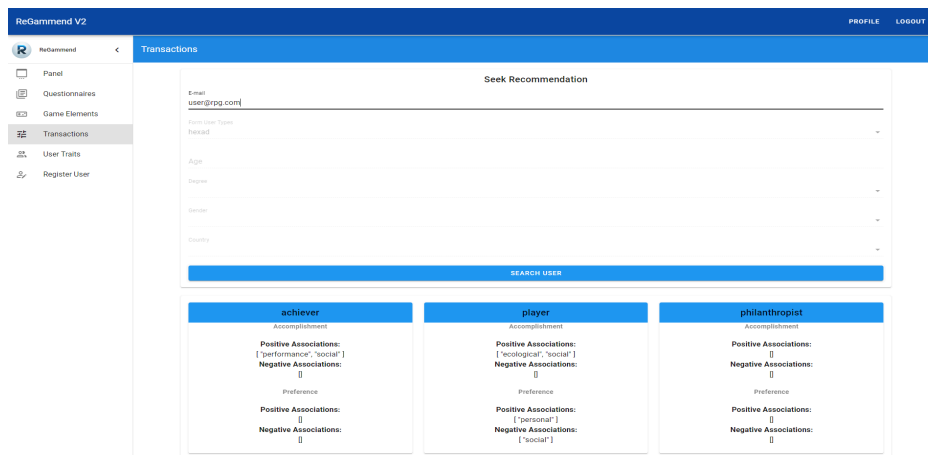 ReGammend V2
PROFILE LOGOUT
R ReGammend
Transactions
Panel
Questionnaires
Game Elements
Transactions
User Traits
Register User
Seek Recommendation
E-mail
user@rpg.com
Form User Types
hexad
Age
Degree
Gender
Country
SEARCH USER
achiever
Accomplishment
Positive Associations:
[ "performance", "social" ]
Negative Associations:
[]
Preference
Positive Associations:
[]
Negative Associations:
[]
player
Accomplishment
Positive Associations:
[ "ecological", "social" ]
Negative Associations:
[]
Preference
Positive Associations:
[ "personal" ]
Negative Associations:
[ "social" ]
philanthropist
Accomplishment
Positive Associations:
[]
Negative Associations:
[]
Preference
Positive Associations:
[]
Negative Associations:
[]